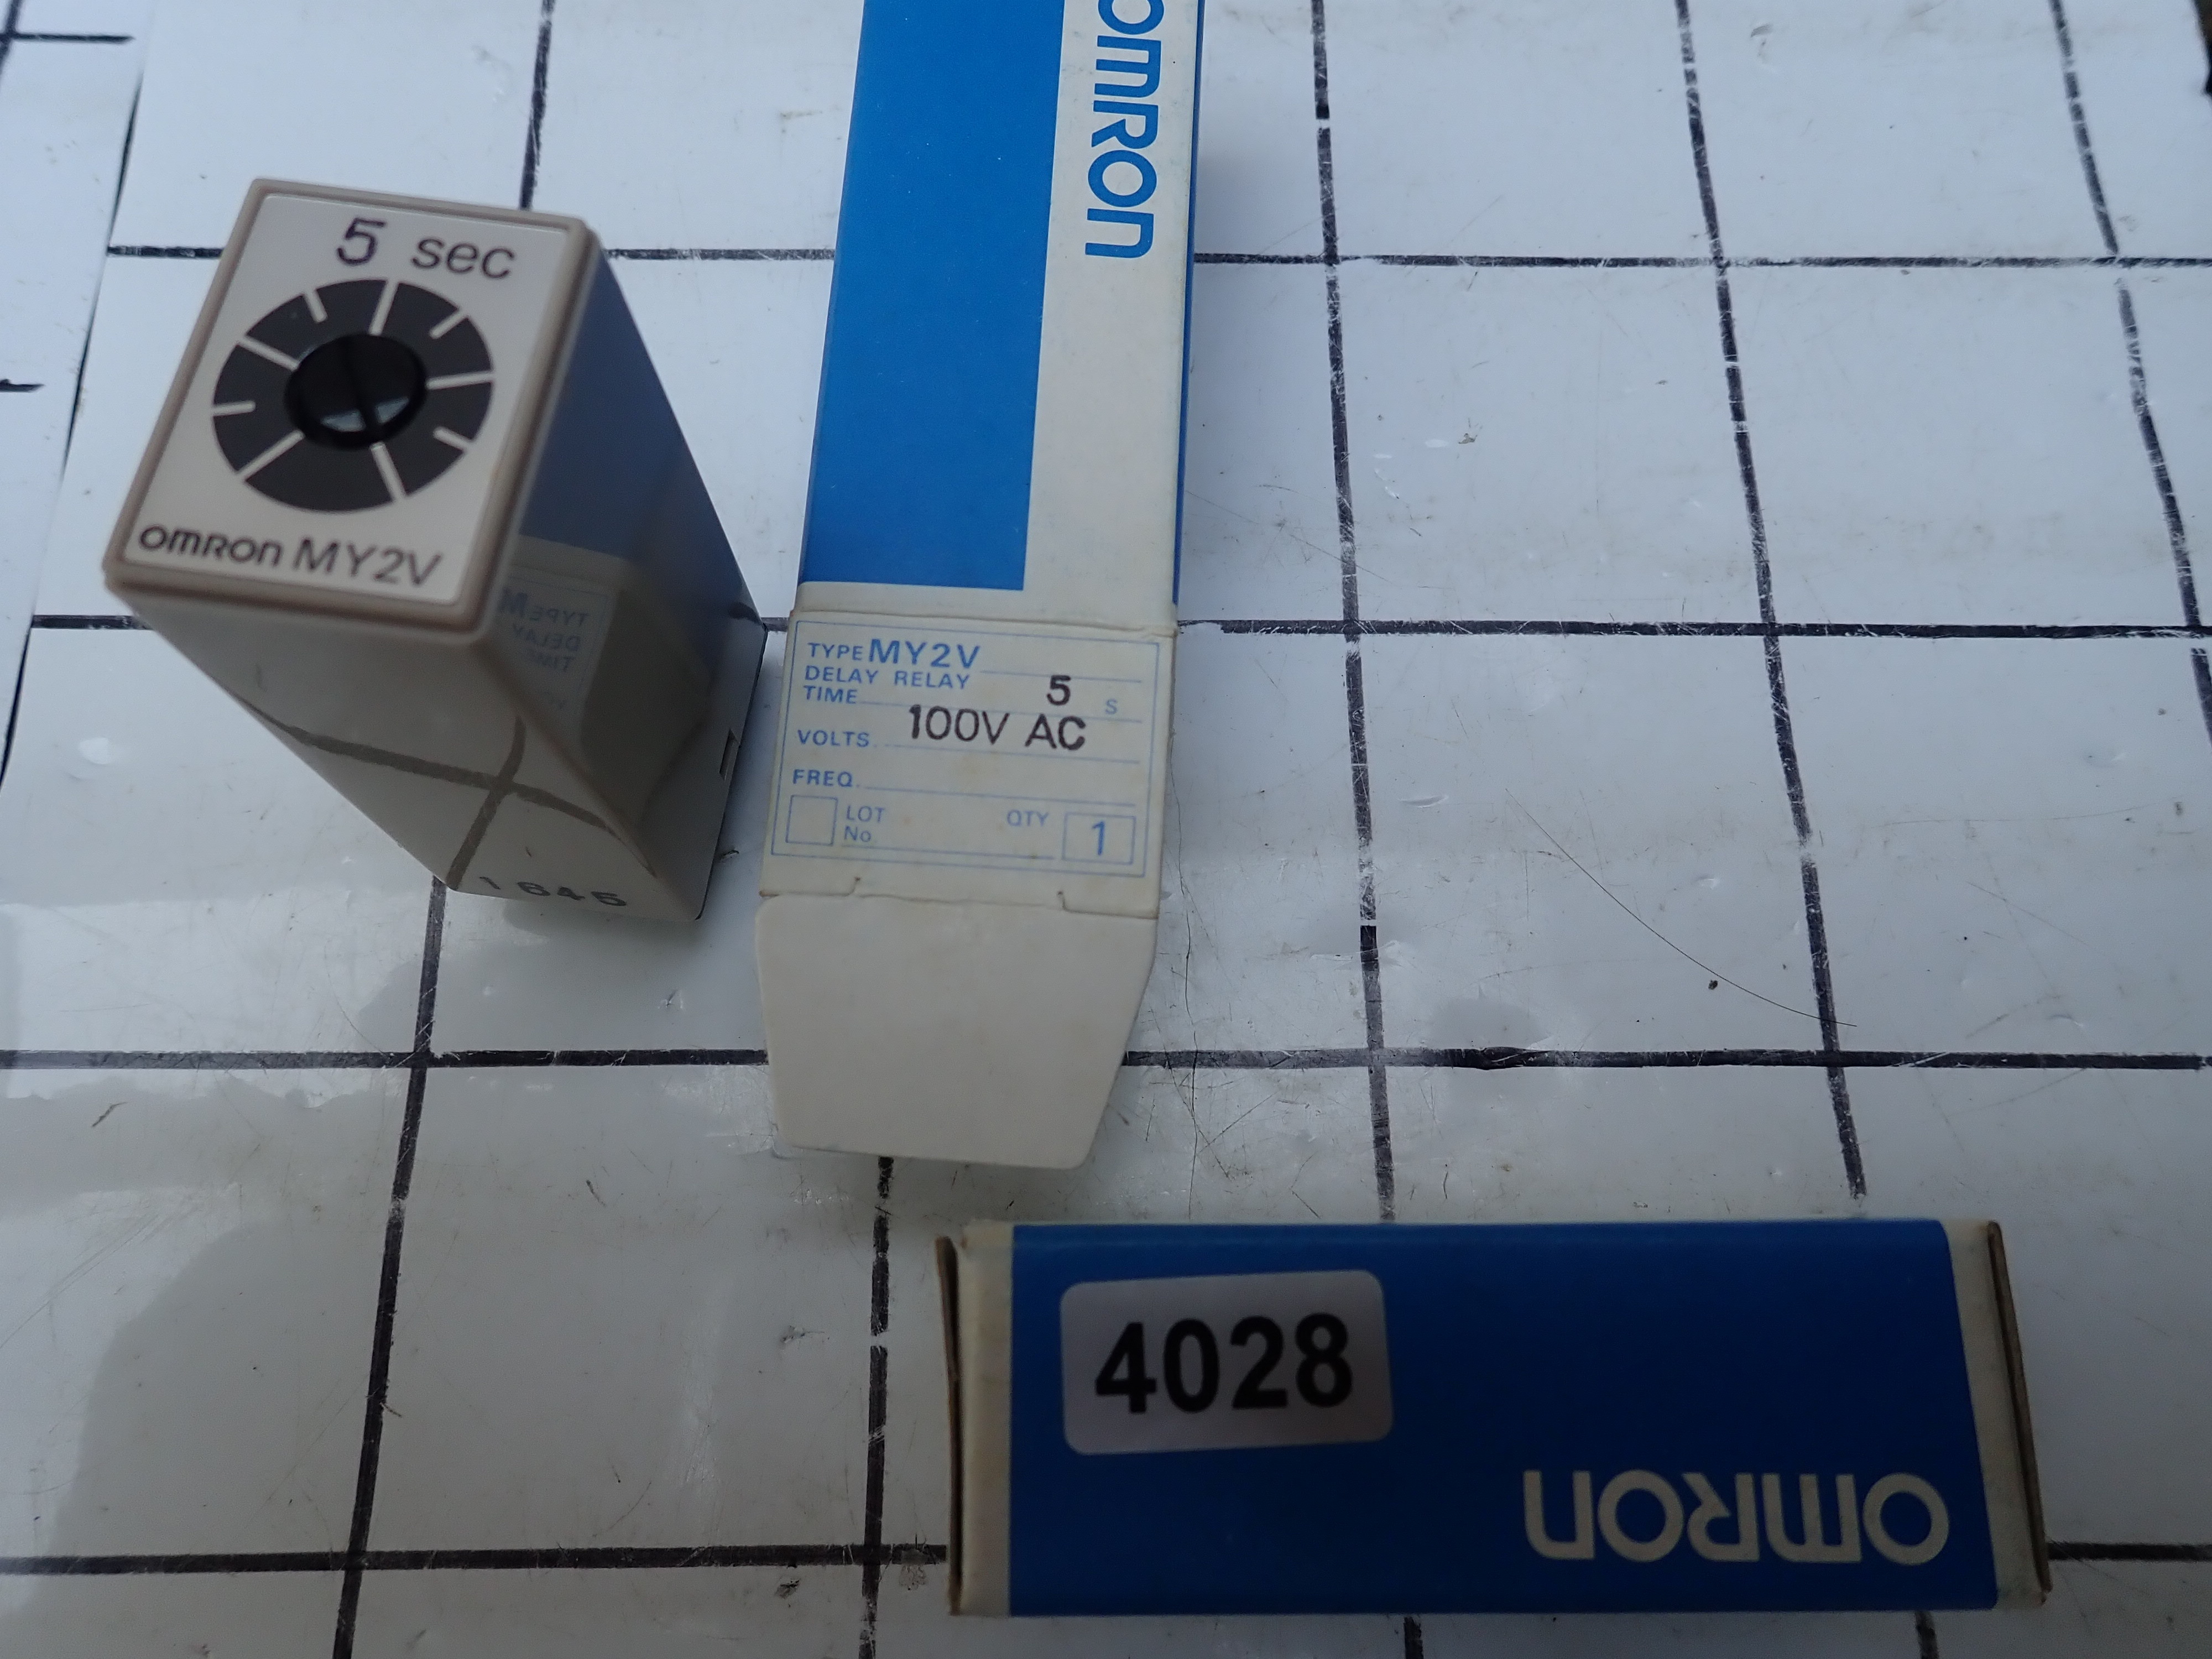 5 sec
omron MY2V
1645
omron
TYPE MY2V
DELAY RELAY
TIME 5 S
VOLTS. 100V AC
FREQ.
LOT No QTY 1
4028
omron